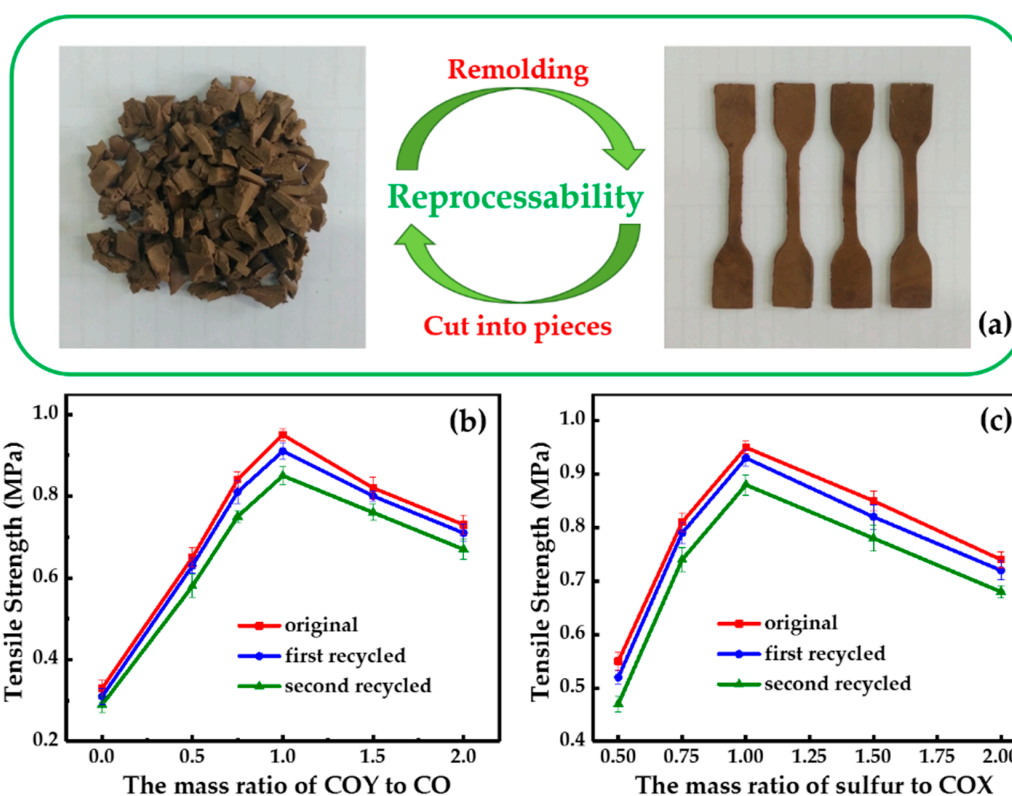 Remolding
Reprocessability
Cut into pieces
(a)
(b)
1.0
0.8
0.6
0.4
0.2
Tensile Strength (MPa)
original
first recycled
second recycled
0.0 0.5 1.0 1.5 2.0
The mass ratio of COY to CO
(c)
1.0
0.9
0.8
0.7
0.6
0.5
0.4
Tensile Strength (MPa)
original
first recycled
second recycled
0.50 0.75 1.00 1.25 1.50 1.75 2.00
The mass ratio of sulfur to COX